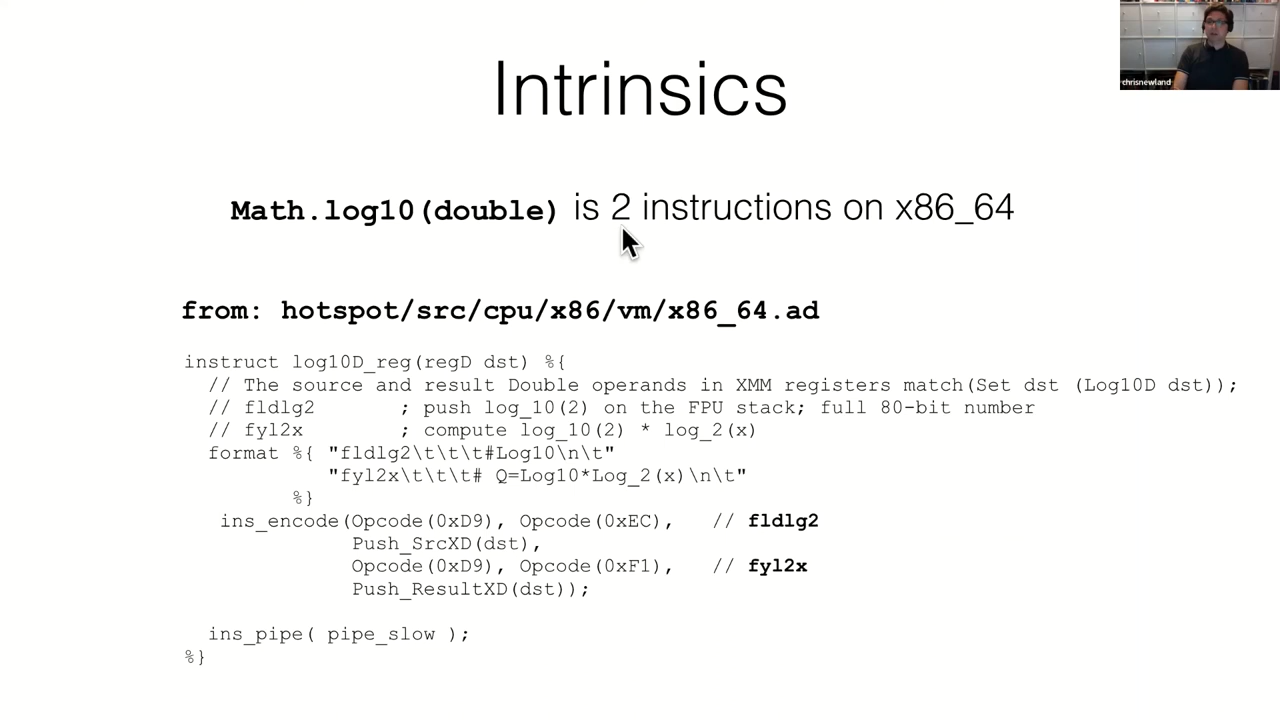 chrisnewland
Intrinsics
Math.log10(double) is 2 instructions on x86_64
from: hotspot/src/cpu/x86/vm/x86_64.ad
instruct log10D_reg(regD dst) %{
// The source and result Double operands in XMM registers match(Set dst (Log10D dst));
// fldlg2 ; push log_10(2) on the FPU stack; full 80-bit number
// fyl2x ; compute log_10(2) * log_2(x)
format %{ "fldlg2\t\t\t#Log10\n\t"
"fyl2x\t\t\t# Q=Log10*Log_2(x)\n\t"
%}
ins_encode(Opcode(0xD9), Opcode(0xEC), // fldlg2
Push_SrcXD(dst),
Opcode(0xD9), Opcode(0xF1), // fyl2x
Push_ResultXD(dst));
ins_pipe( pipe_slow );
%}